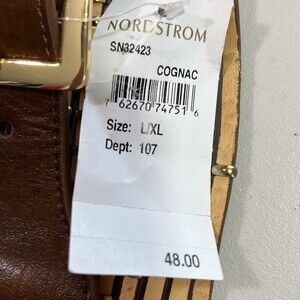 NORDSTROM
SN32423
COGNAC
7 62670 74751 6
Size: L/XL
Dept: 107
48.00